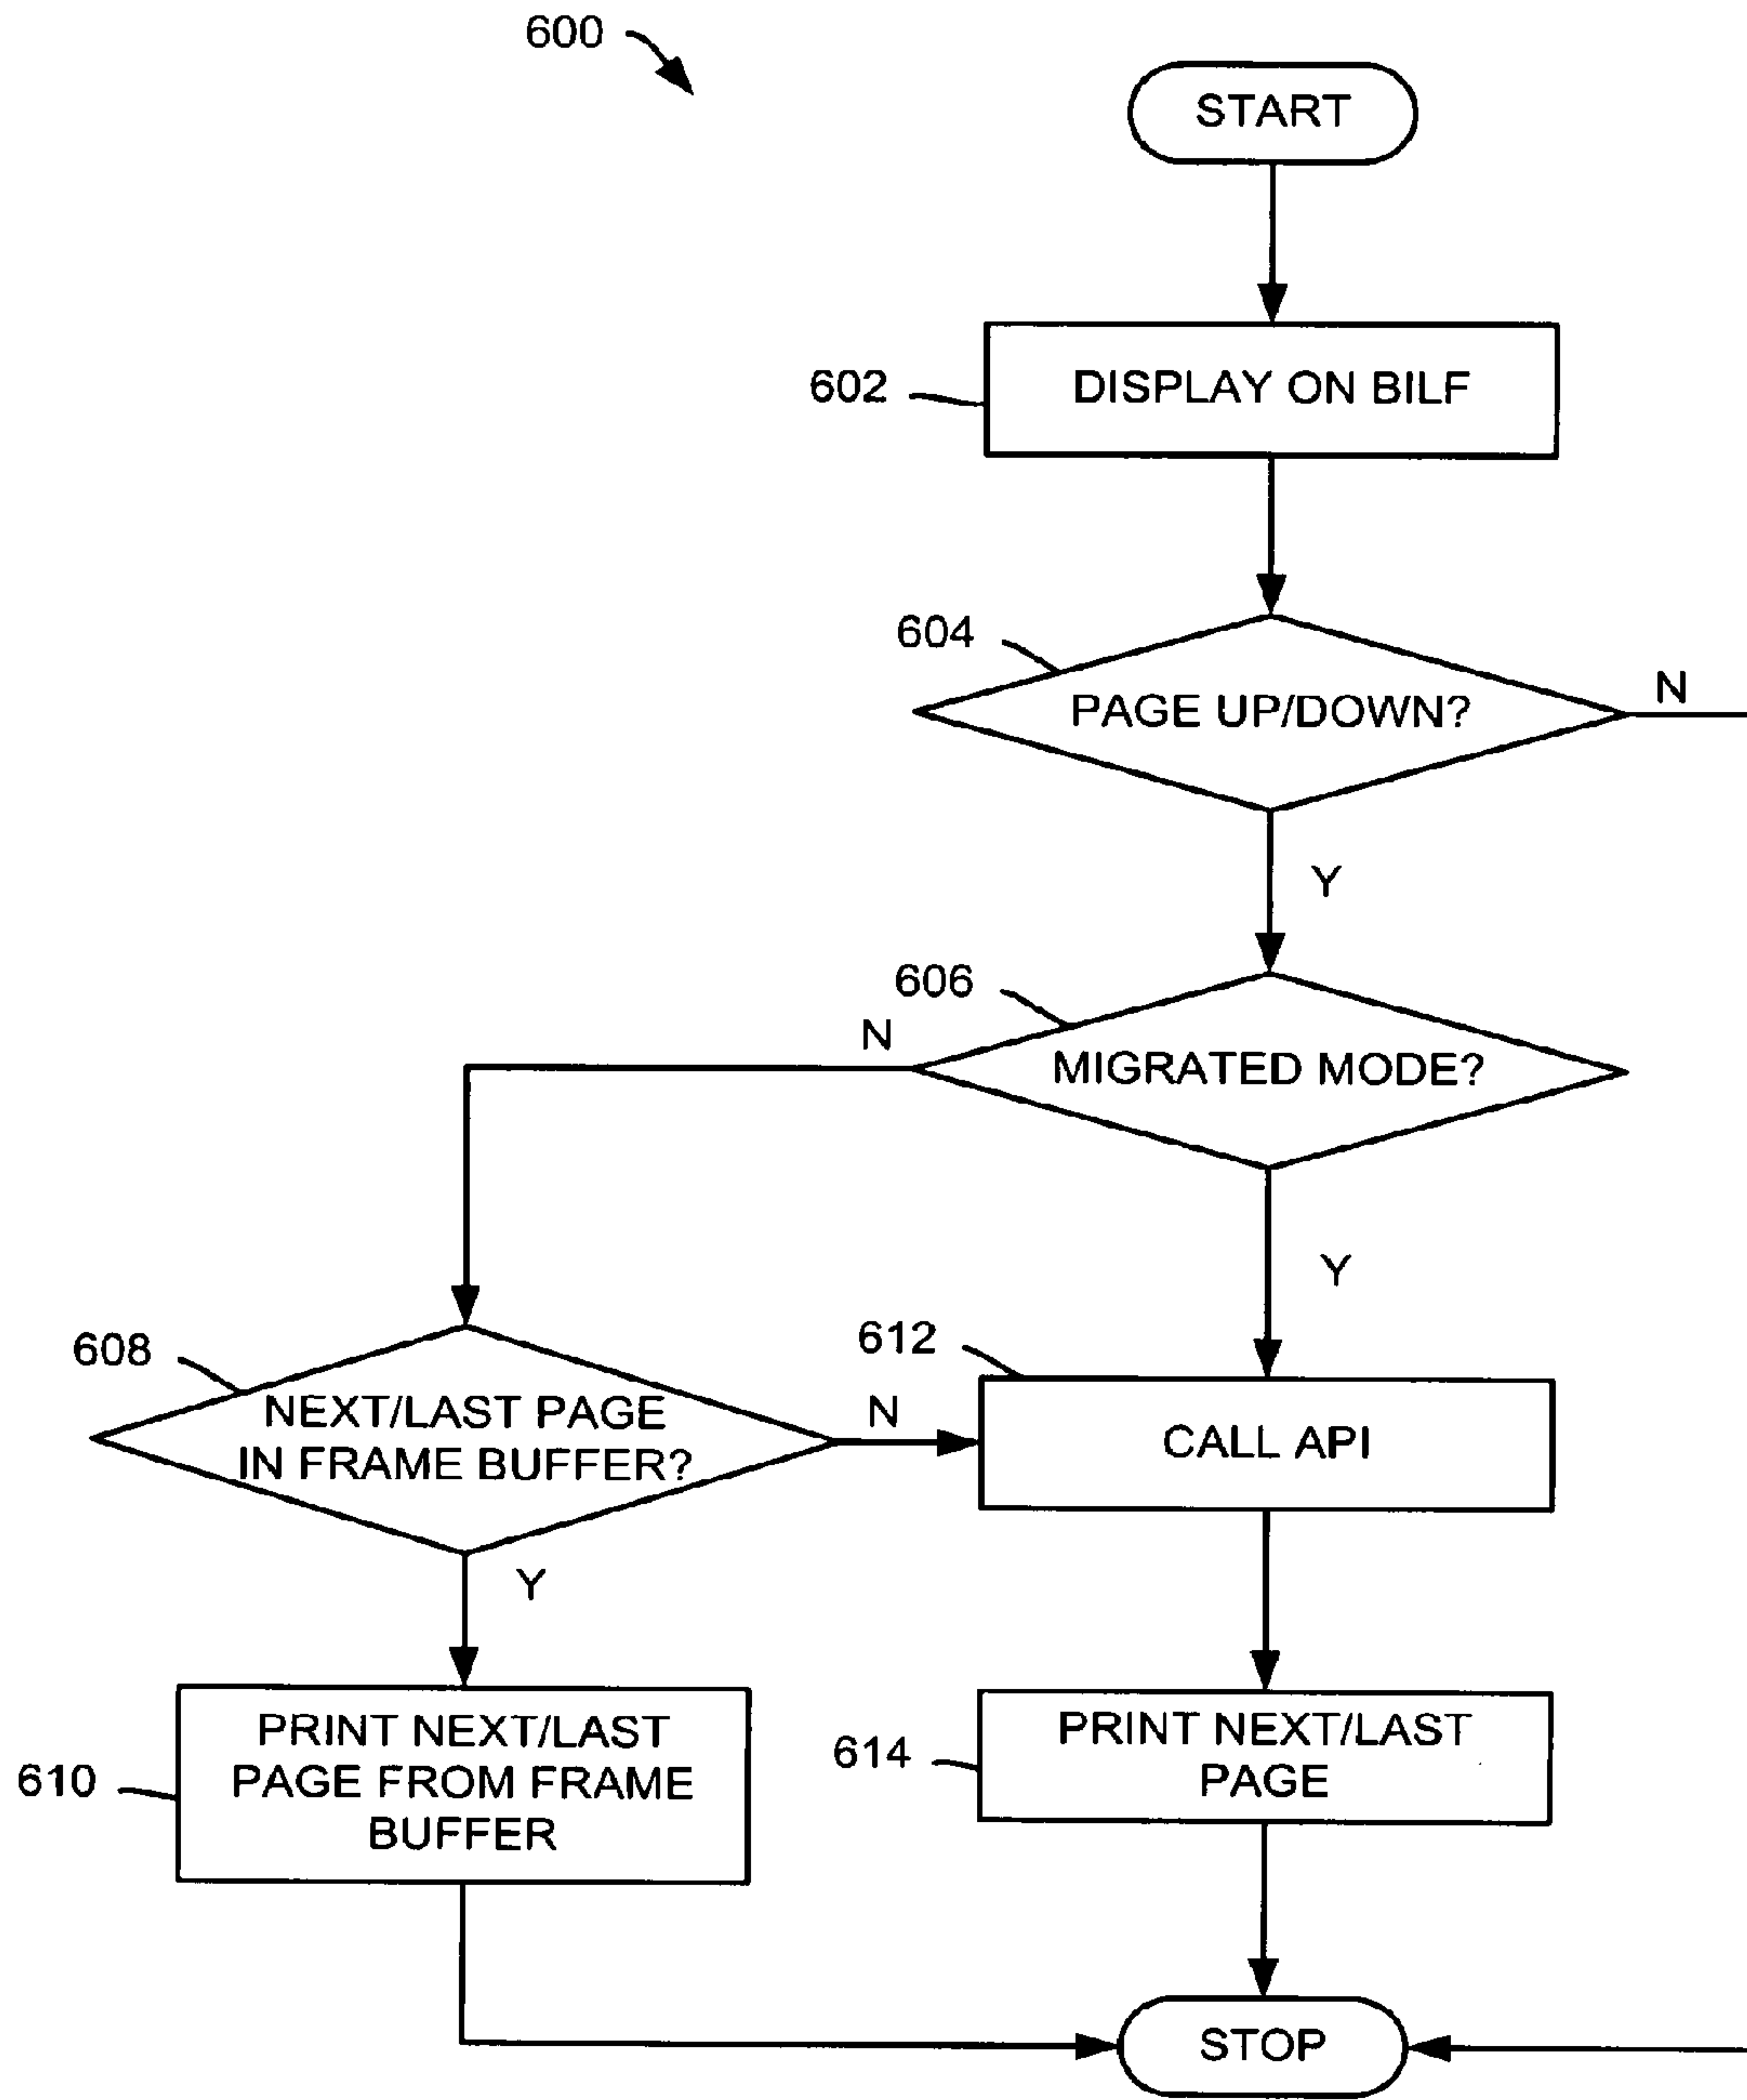 600
START
602
DISPLAY ON BILF
604
PAGE UP/DOWN?
N
Y
606
N
MIGRATED MODE?
Y
608
612
NEXT/LAST PAGE
IN FRAME BUFFER?
N
CALL API
Y
610
PRINT NEXT/LAST
PAGE FROM FRAME
BUFFER
614
PRINT NEXT/LAST
PAGE
STOP